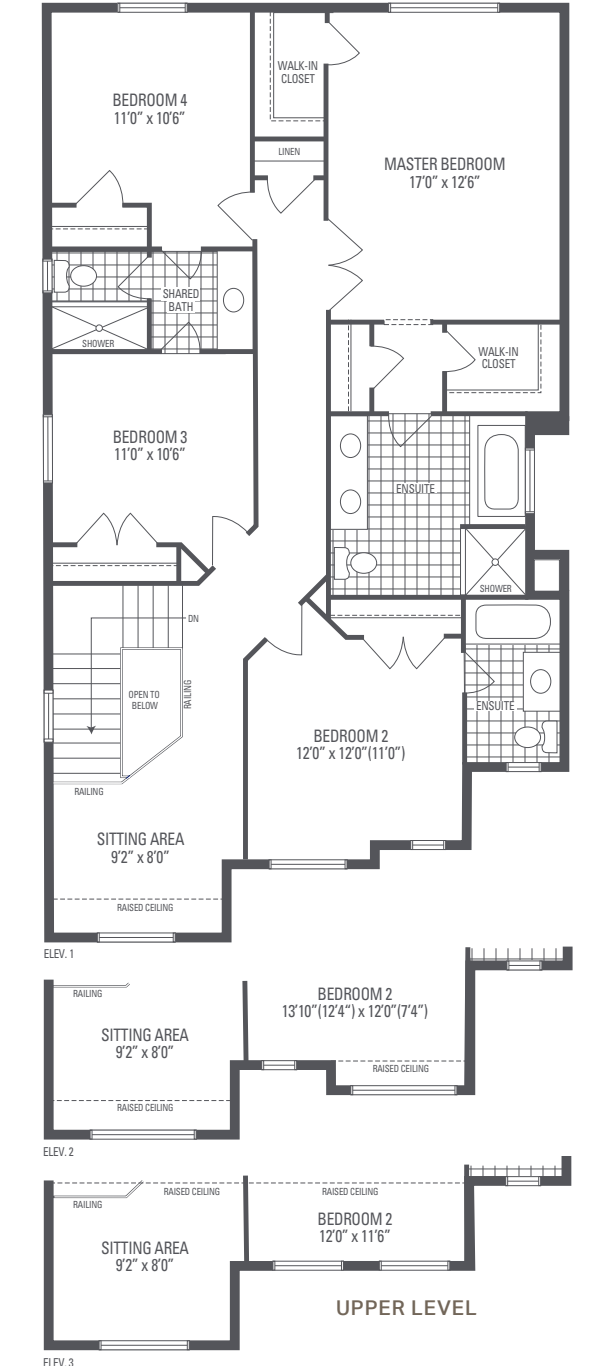 WALK-IN
CLOSET
BEDROOM 4
11'0" x 10'6"
LINEN
MASTER BEDROOM
17'0" x 12'6"
SHARED
BATH
SHOWER
WALK-IN
CLOSET
BEDROOM 3
11'0" x 10'6"
ENSUITE
SHOWER
DN
OPEN TO
BELOW
RAILING
ENSUITE
BEDROOM 2
12'0" x 12'0"(11'0")
RAILING
SITTING AREA
9'2" x 8'0"
RAISED CEILING
ELEV. 1
RAILING
BEDROOM 2
13'10"(12'4") x 12'0"(7'4")
SITTING AREA
9'2" x 8'0"
RAISED CEILING
RAISED CEILING
ELEV. 2
RAISED CEILING
RAISED CEILING
RAILING
BEDROOM 2
12'0" x 11'6"
SITTING AREA
9'2" x 8'0"
UPPER LEVEL
ELEV. 3